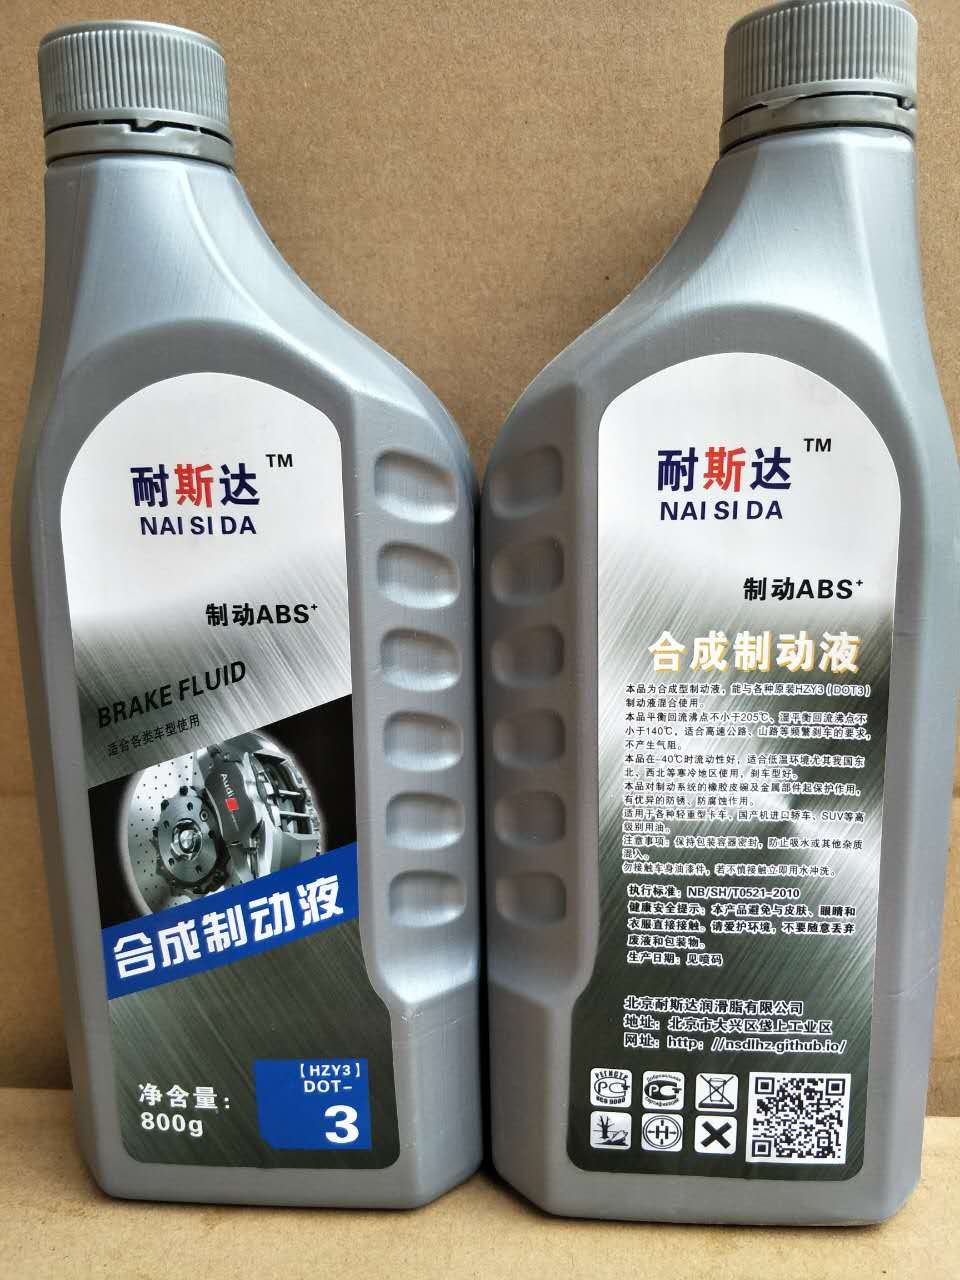 耐斯达 TM
NAI SI DA
制动ABS+
BRAKE FLUID
适合各类车型使用
Audi
合成制动液
净含量:
800g
【HZY3】
DOT-
3
耐斯达 TM
NAI SI DA
制动ABS+
合成制动液
本品为合成型制动液,能与各种原装HZY3(DOT3)
制动液混合使用。
本品平衡回流沸点不小于205℃、湿平衡回流沸点不
小于140℃,适合高速公路、山路等频繁刹车的要求,
不产生气阻。
本品在-40℃时流动性好,适合低温环境尤其我国东
北、西北等寒冷地区使用,刹车型好。
本品对制动系统的橡胶皮碗及金属部件起保护作用,
有优异的防锈、防腐蚀作用。
适用于各种轻重型卡车、国产机进口轿车、SUV等高
级别用油。
注意事项:保持包装容器密封,防止吸水或其他杂质
混入。
勿接触车身油漆件,若不慎接触立即用水冲洗。
执行标准:NB/SH/T0521-2010
健康安全提示:本产品避免与皮肤、眼睛和
衣服直接接触。请爱护环境,不要随意丢弃
废液和包装物。
生产日期:见喷码
北京耐斯达润滑脂有限公司
地址:北京市大兴区垡上工业区
网址:http://nsdlhz.github.io/